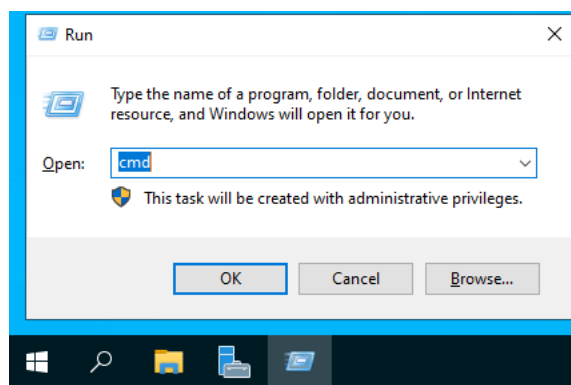 Run
Type the name of a program, folder, document, or Internet
resource, and Windows will open it for you.
Open:
cmd
This task will be created with administrative privileges.
OK
Cancel
Browse...